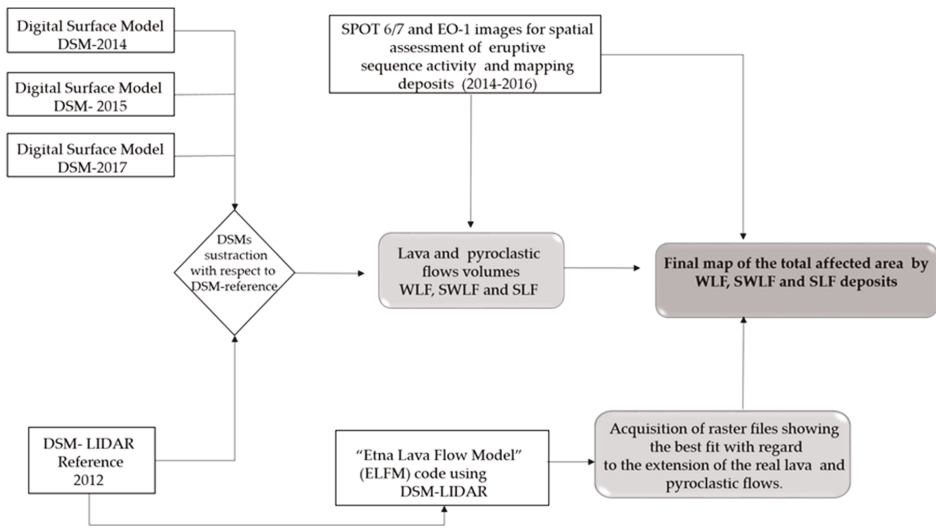 Digital Surface Model
DSM-2014
Digital Surface Model
DSM- 2015
Digital Surface Model
DSM-2017
SPOT 6/7 and EO-1 images for spatial
assessment of eruptive
sequence activity and mapping
deposits (2014-2016)
DSMs
sustraction
with respect to
DSM-reference
Lava and pyroclastic
flows volumes
WLF, SWLF and SLF
Final map of the total affected area by
WLF, SWLF and SLF deposits
DSM- LIDAR
Reference
2012
“Etna Lava Flow Model”
(ELFM) code using
DSM-LIDAR
Acquisition of raster files showing
the best fit with regard
to the extension of the real lava and
pyroclastic flows.